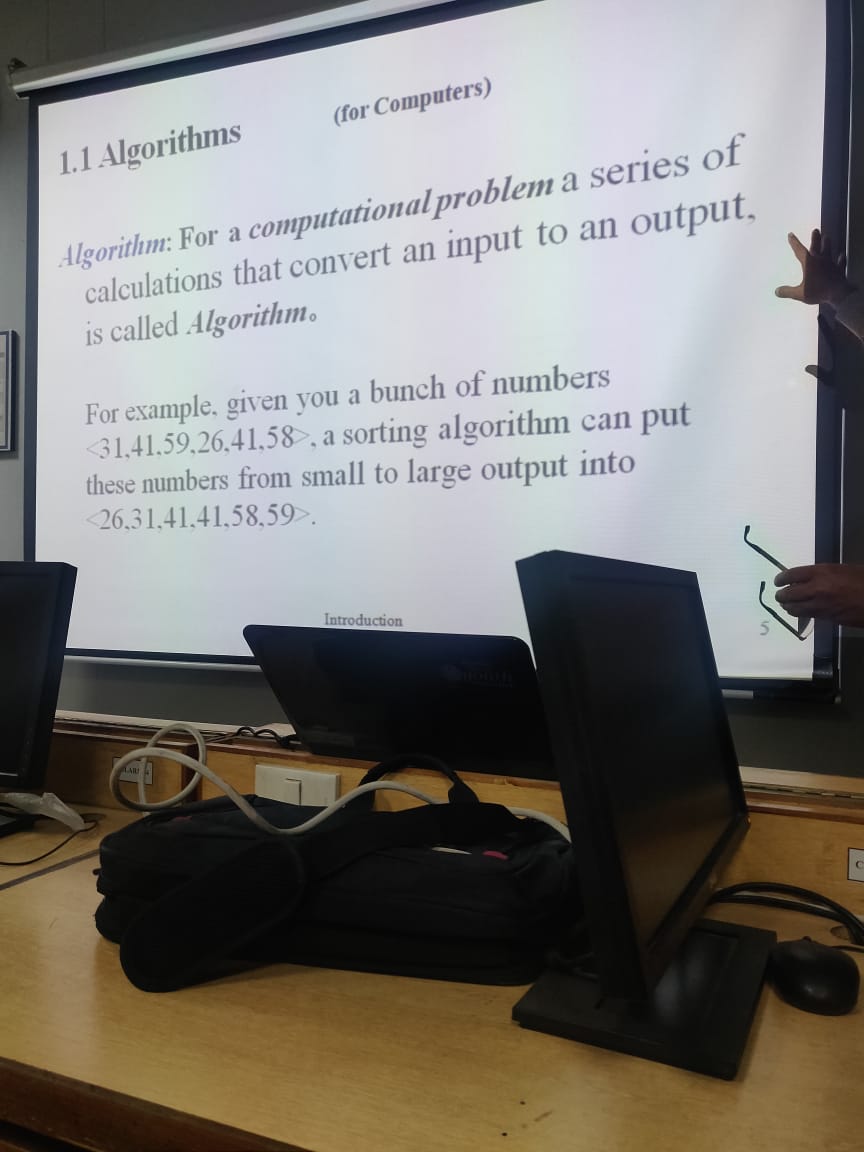 (for Computers)
1.1 Algorithms
Algorithm: For a computational problem a series of
calculations that convert an input to an output,
is called Algorithm。
For example, given you a bunch of numbers
<31,41,59,26,41,58>, a sorting algorithm can put
these numbers from small to large output into
<26,31,41,41,58,59>.
Introduction
5